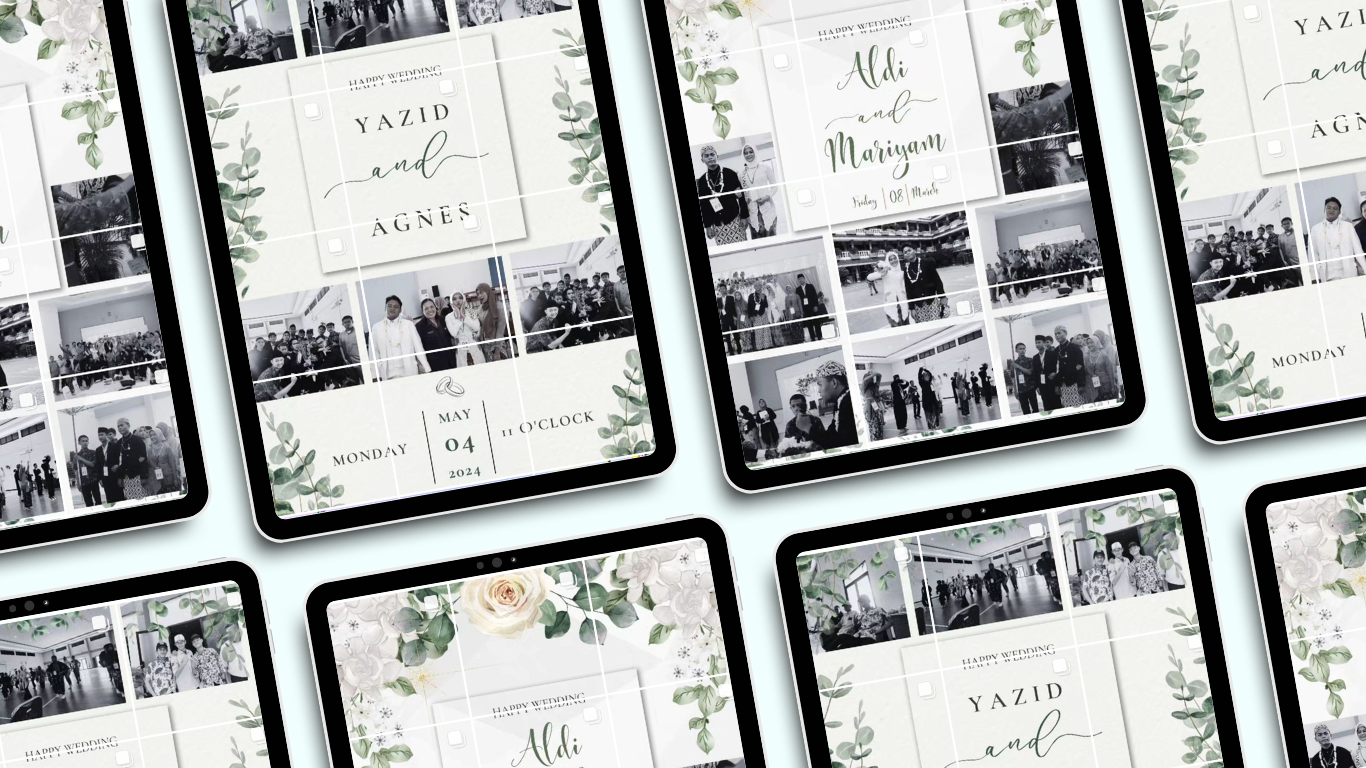 HAPPY WEDDING
YAZID
and
AGNES
MONDAY
MAY
04
2024
11 O'CLOCK
HAPPY WEDDING
Aldi
and
Mariyam
Friday
08
March
YAZ
and
AGN
MONDAY
HAPPY WEDDING
HAPPY WEDDING
Aldi
HAPPY WEDDING
YAZID
and